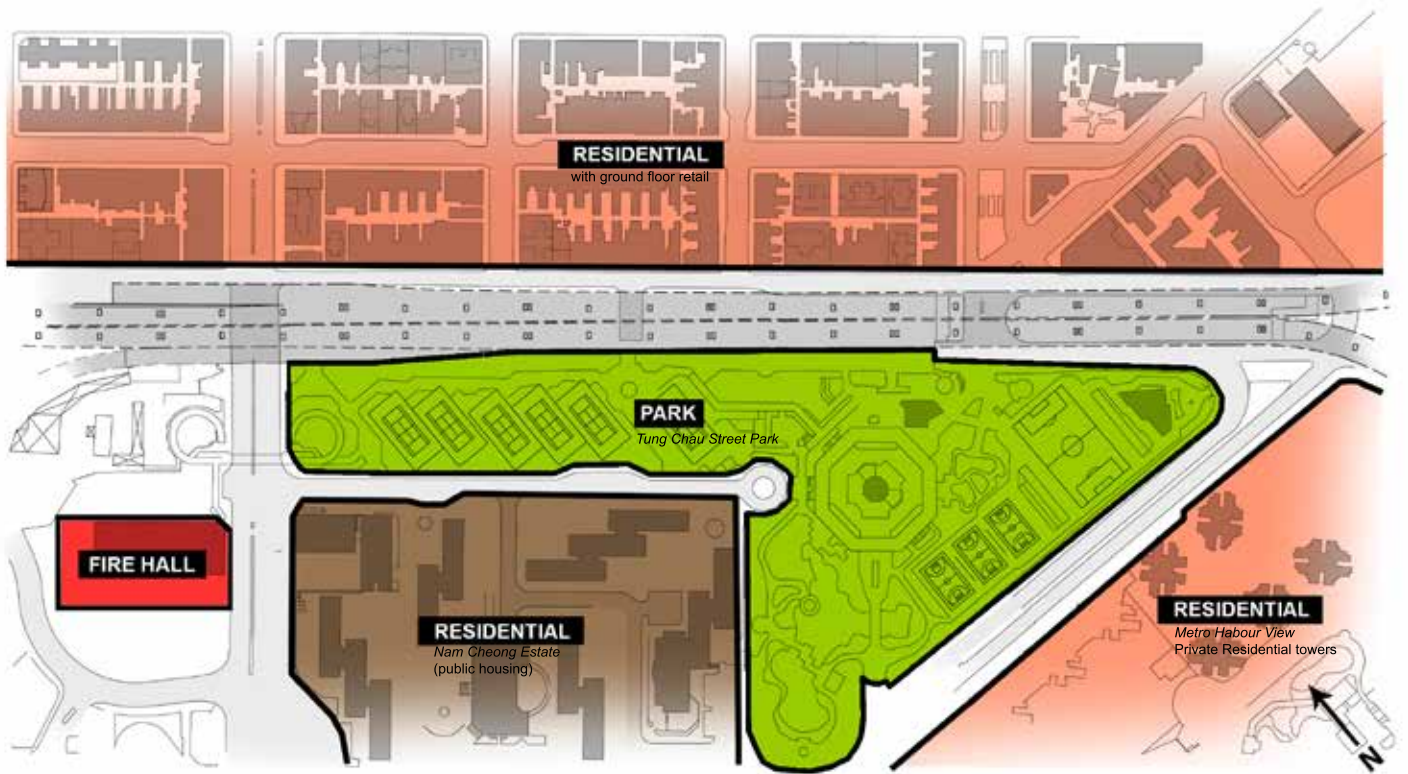 RESIDENTIAL
with ground floor retail
PARK
Tung Chau Street Park
FIRE HALL
RESIDENTIAL
Nam Cheong Estate
(public housing)
RESIDENTIAL
Metro Habour View
Private Residential towers
N